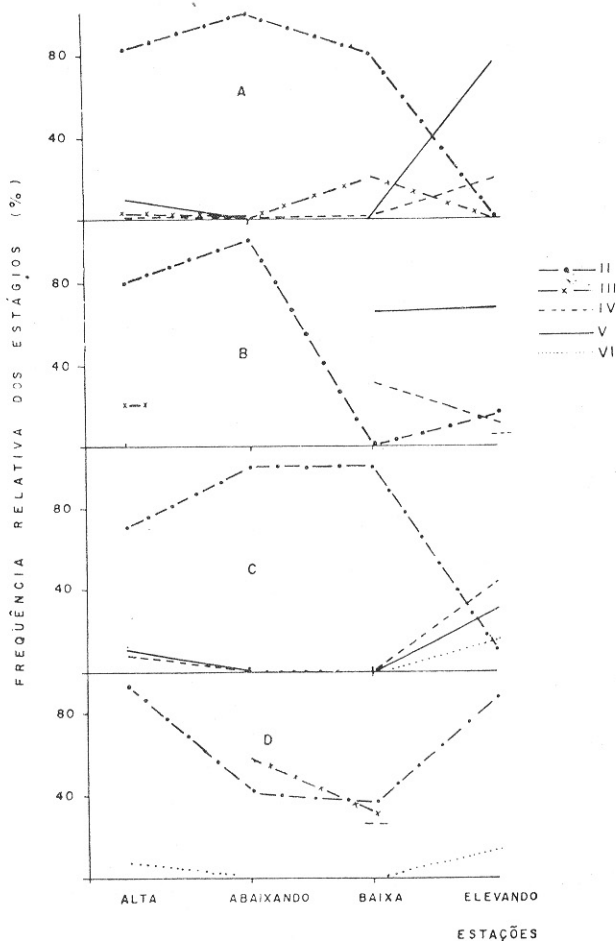 FREQUÊNCIA RELATIVA DOS ESTÁGIOS (%)
80
A
40
80
B
40
80
C
40
80
D
40
II
III
IV
V
VI
ALTA ABAIXANDO BAIXA ELEVANDO
ESTAÇÕES